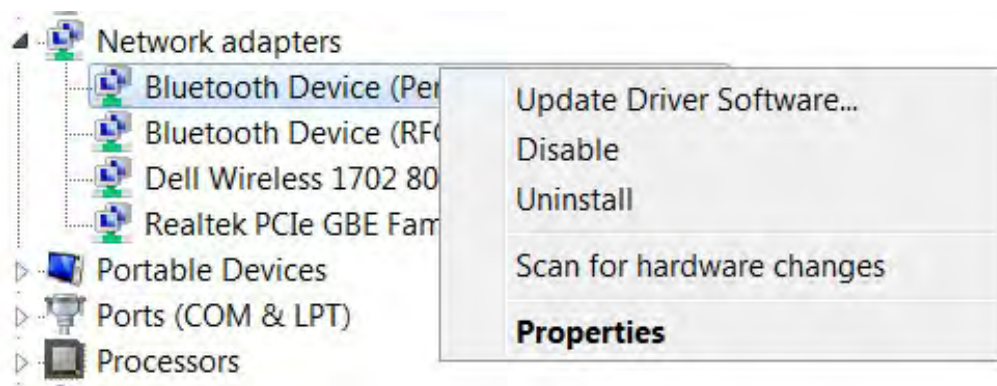 Network adapters
Bluetooth Device (Per
Bluetooth Device (RFC
Dell Wireless 1702 80
Realtek PCIe GBE Fam
Portable Devices
Ports (COM & LPT)
Processors
Update Driver Software...
Disable
Uninstall
Scan for hardware changes
Properties